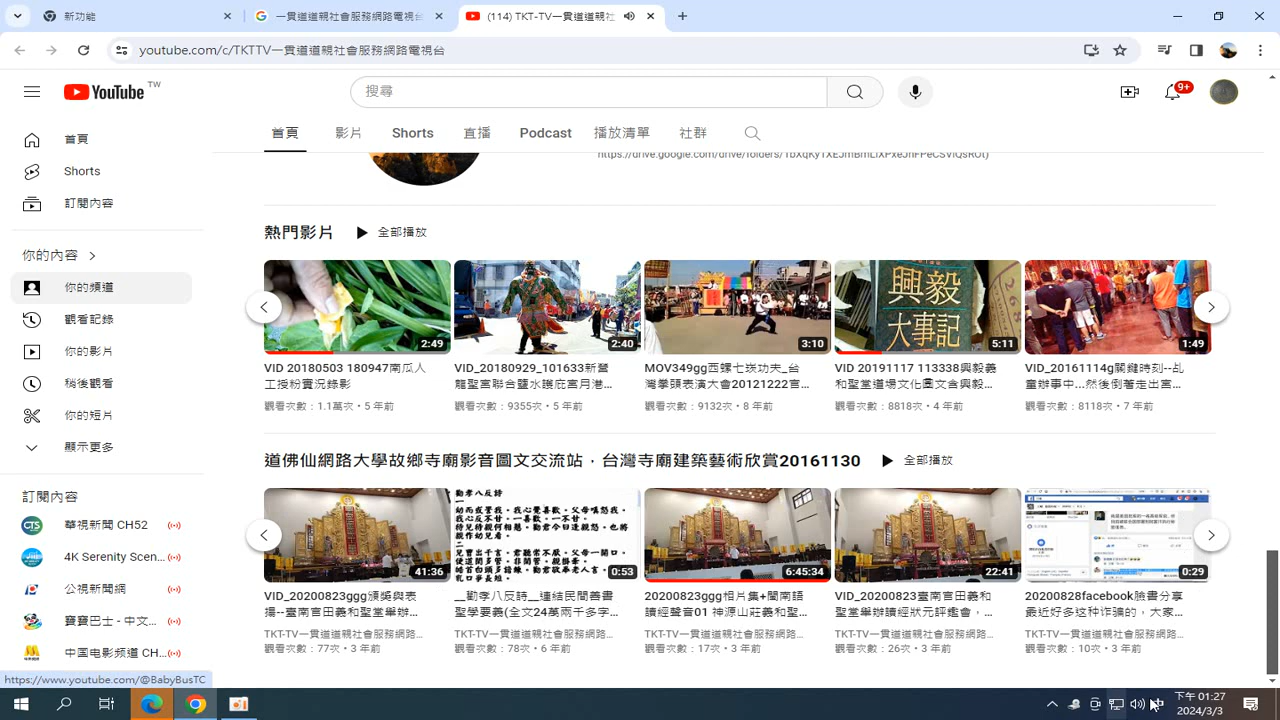 新功能
一貫道道親社會服務網路電視台
(114) TKT-TV一貫道道親社
youtube.com/c/TKTTV一貫道道親社會服務網路電視台
YouTube TW
搜尋
9+
首頁 影片 Shorts 直播 Podcast 播放清單 社群
首頁
Shorts
訂閱內容
你的內容
你的頻道
觀看記錄
你的影片
稍後觀看
你的短片
顯示更多
訂閱內容
CTS 華視新聞 CH52
4K Serenity Scen...
公視新聞網
寶寶巴士 - 中文...
中国电影频道 CH...
https://www.youtube.com/@BabyBusTC
熱門影片 全部播放
2:49
VID 20180503 180947南瓜人
工授粉實況錄影
觀看次數：1.1萬次・5 年前
2:40
VID_20180929_101633新營
龍聖宮聯合鹽水護庇宮月港...
觀看次數：9355次・5 年前
3:10
MOV349gg西螺七崁功夫_台
灣拳頭表演大會20121222宮...
觀看次數：9132次・8 年前
興毅
大事記
5:11
VID 20191117 113338興毅義
和聖堂道場文化圖文含興毅...
觀看次數：8818次・4 年前
1:49
VID_20161114g關鍵時刻--乩
童辦事中...然後倒著走出宮...
觀看次數：8118次・7 年前
道佛仙網路大學故鄉寺廟影音圖文交流站．台灣寺廟建築藝術欣賞20161130 全部播放
41:36
VID_20200823ggg頒獎與表
揚--臺南官田義和聖堂舉辦...
TKT-TV一貫道道親社會服務網路...
觀看次數：77次・3 年前
勸孝八反詩
0:53
__勸孝八反詩__連結民間善書
聖學要義(全文24萬兩千多字...
TKT-TV一貫道道親社會服務網路...
觀看次數：78次・6 年前
6:45:34
20200823ggg相片集+閩南語
讀經聲音01 神源山莊義和聖...
TKT-TV一貫道道親社會服務網路...
觀看次數：17次・3 年前
22:41
VID_20200823臺南官田義和
聖堂舉辦讀經狀元評鑑會，
TKT-TV一貫道道親社會服務網路...
觀看次數：26次・3 年前
0:29
20200828facebook臉書分享
最近好多这种诈骗的，大家...
TKT-TV一貫道道親社會服務網路...
觀看次數：10次・3 年前
下午 01:27
2024/3/3